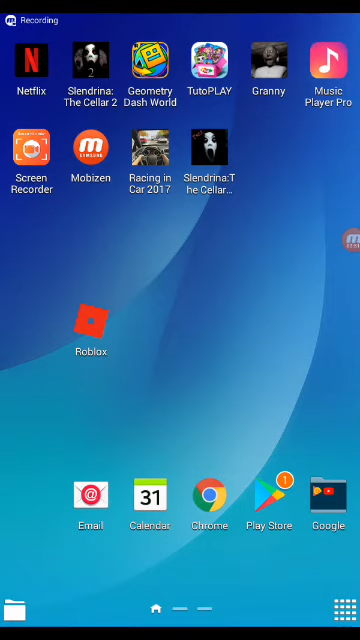 Recording
Netflix
Slendrina:
The Cellar 2
Geometry
Dash World
TutoPLAY
Granny
Music
Player Pro
Screen
Recorder
Mobizen
Racing in
Car 2017
Slendrina:T
he Cellar...
Roblox
1
31
Email
Calendar
Chrome
Play Store
Google